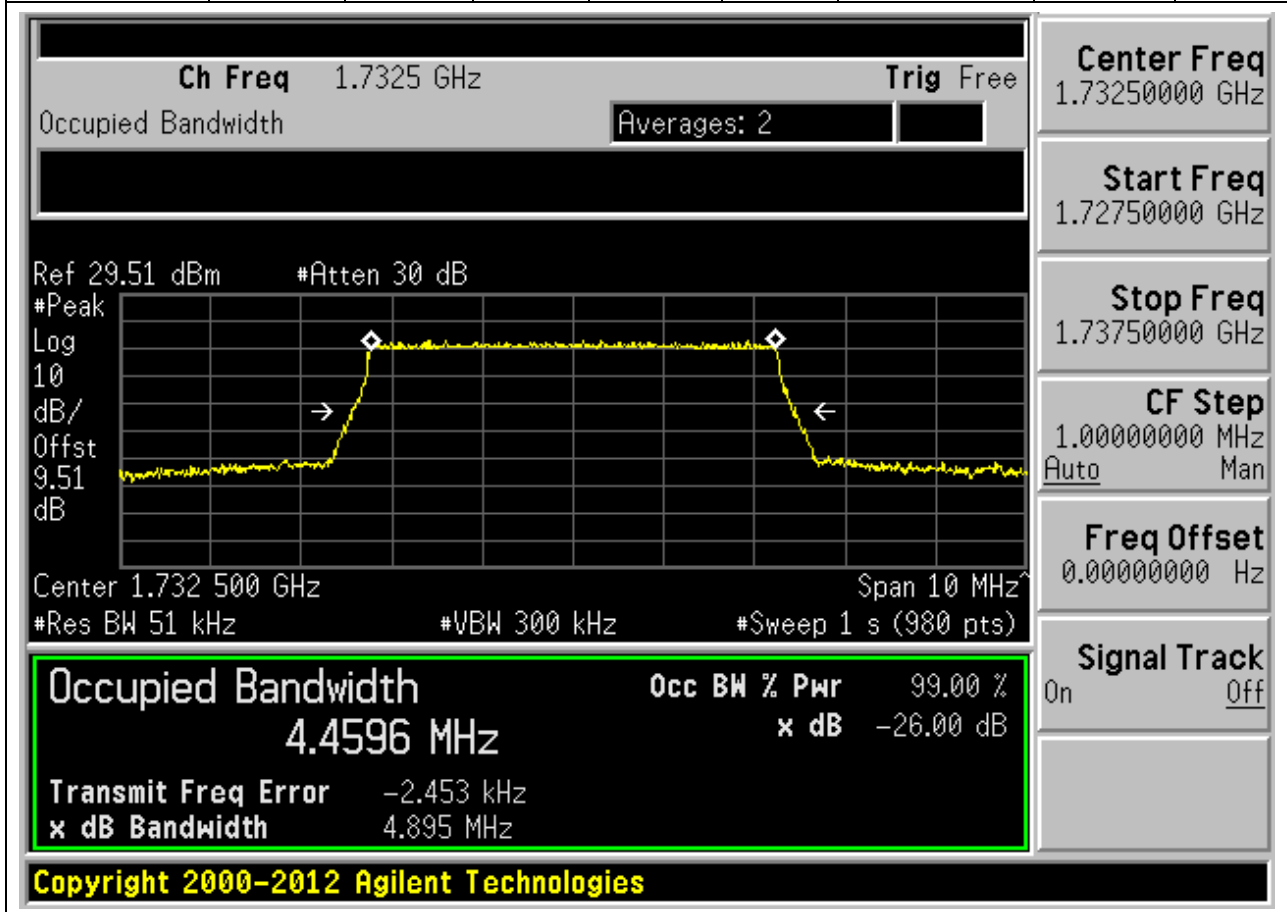 Ch Freq 1.7325 GHz Trig Free
Occupied Bandwidth Averages: 2
Ref 29.51 dBm #Atten 30 dB
#Peak
Log
10
dB/
Offst
9.51
dB
Center 1.732 500 GHz Span 10 MHz^
#Res BW 51 kHz #VBW 300 kHz #Sweep 1 s (980 pts)
Occupied Bandwidth Occ BW % Pwr 99.00 %
4.4596 MHz x dB -26.00 dB
Transmit Freq Error -2.453 kHz
x dB Bandwidth 4.895 MHz
Copyright 2000-2012 Agilent Technologies
Center Freq
1.73250000 GHz
Start Freq
1.72750000 GHz
Stop Freq
1.73750000 GHz
CF Step
1.00000000 MHz
Auto Man
Freq Offset
0.00000000 Hz
Signal Track
On Off